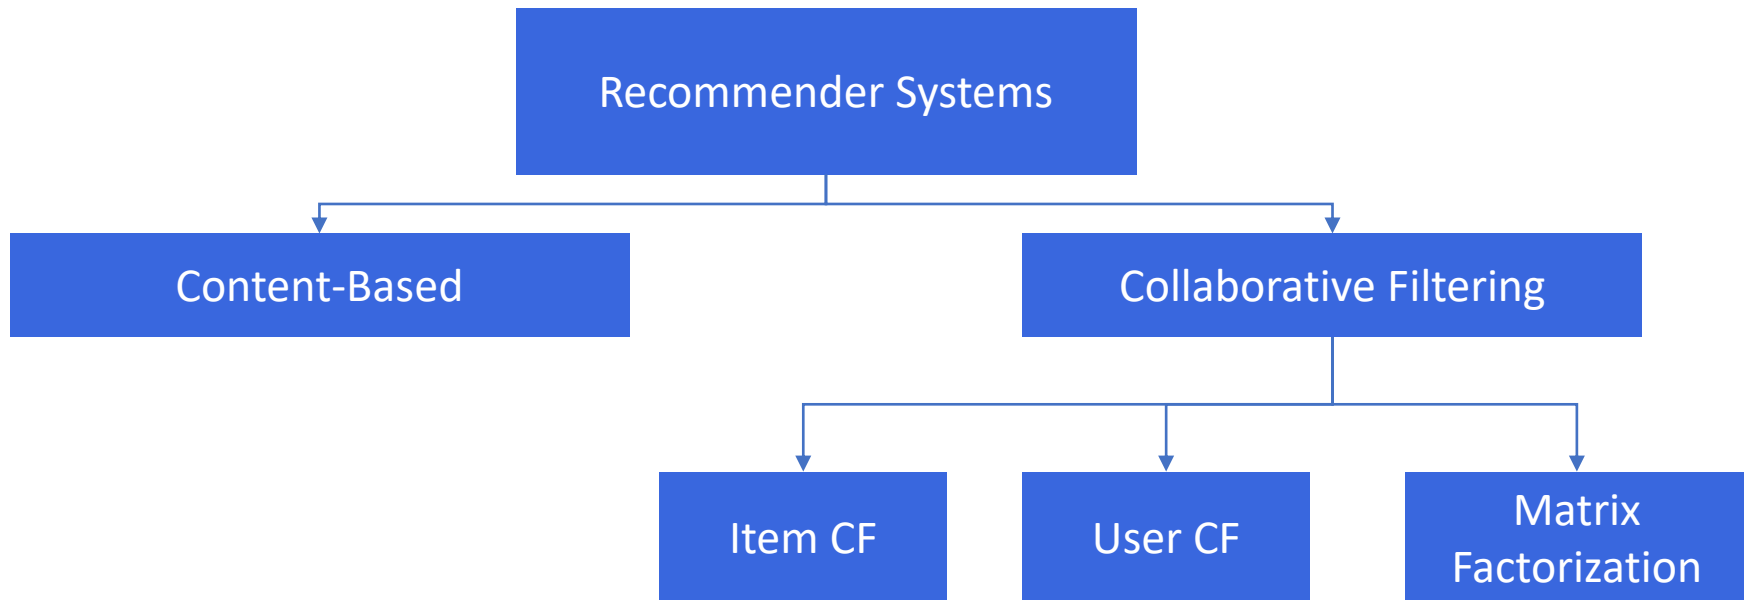 Recommender Systems
Content-Based
Collaborative Filtering
Item CF
User CF
Matrix
Factorization